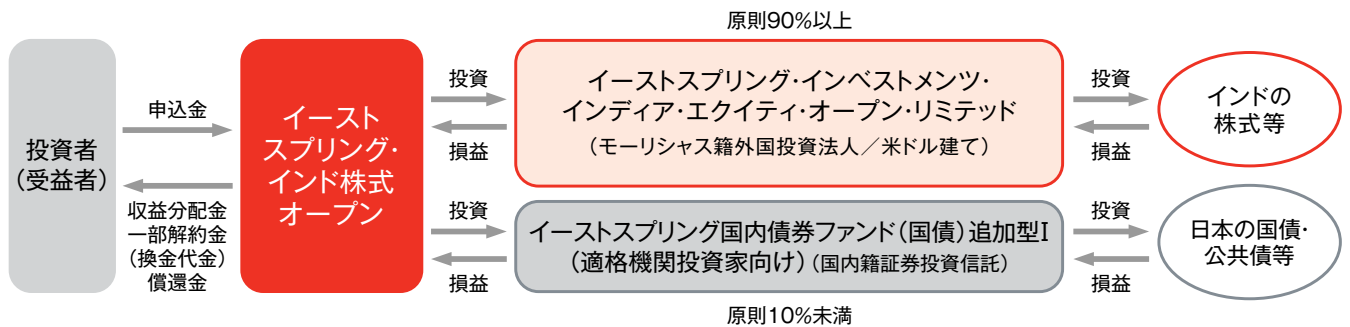 原則90%以上
投資者
(受益者)
申込金
収益分配金
一部解約金
(換金代金)
償還金
イースト
スプリング・
インド株式
オープン
投資
損益
イーストスプリング・インベストメンツ・
インディア・エクイティ・オープン・リミテッド
(モーリシャス籍外国投資法人/米ドル建て)
投資
損益
インドの
株式等
投資
損益
イーストスプリング国内債券ファンド(国債)追加型I
(適格機関投資家向け)(国内籍証券投資信託)
投資
損益
日本の国債・
公共債等
原則10%未満